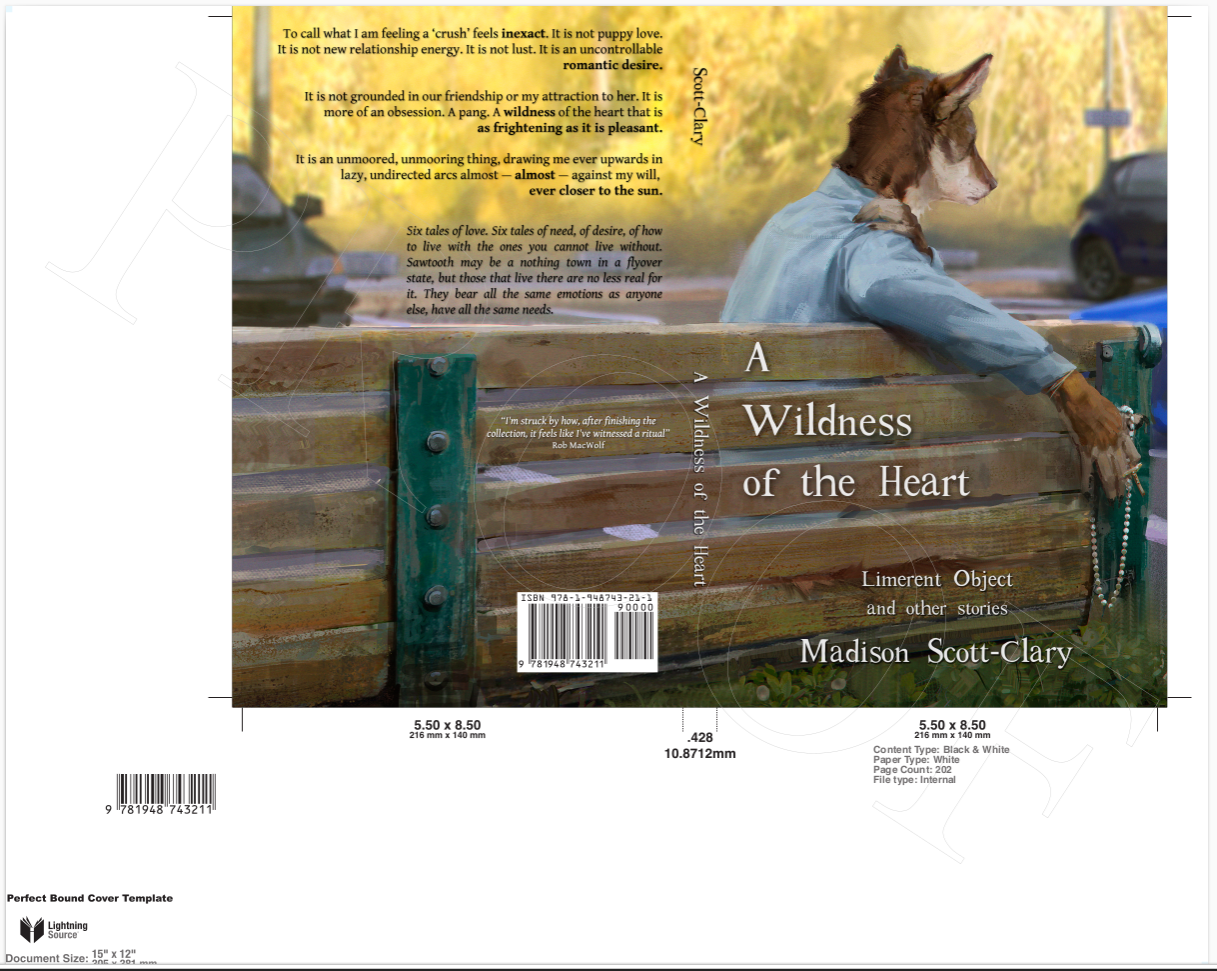 To call what I am feeling a ‘crush’ feels inexact. It is not puppy love.
It is not new relationship energy. It is not lust. It is an uncontrollable
romantic desire.
It is not grounded in our friendship or my attraction to her. It is
more of an obsession. A pang. A wildness of the heart that is
as frightening as it is pleasant.
It is an unmoored, unmooring thing, drawing me ever upwards in
lazy, undirected arcs almost — almost — against my will,
ever closer to the sun.
Six tales of love. Six tales of need, of desire, of how
to live with the ones you cannot live without.
Sawtooth may be a nothing town in a flyover
state, but those that live there are no less real for
it. They bear all the same emotions as anyone
else, have all the same needs.
“I’m struck by how, after finishing the
collection, it feels like I’ve witnessed a ritual”
Rob MacWolf
ISBN 978-1-948743-21-1
90000
9 781948 743211
Scott-Clary
A Wildness of the Heart
A
Wildness
of the Heart
Limerent Object
and other stories
Madison Scott-Clary
5.50 x 8.50
216 mm x 140 mm
.428
10.8712mm
5.50 x 8.50
216 mm x 140 mm
Content Type: Black & White
Paper Type: White
Page Count: 202
File type: Internal
9 781948 743211
Perfect Bound Cover Template
Lightning
Source
Document Size: 15" x 12"
PROOF